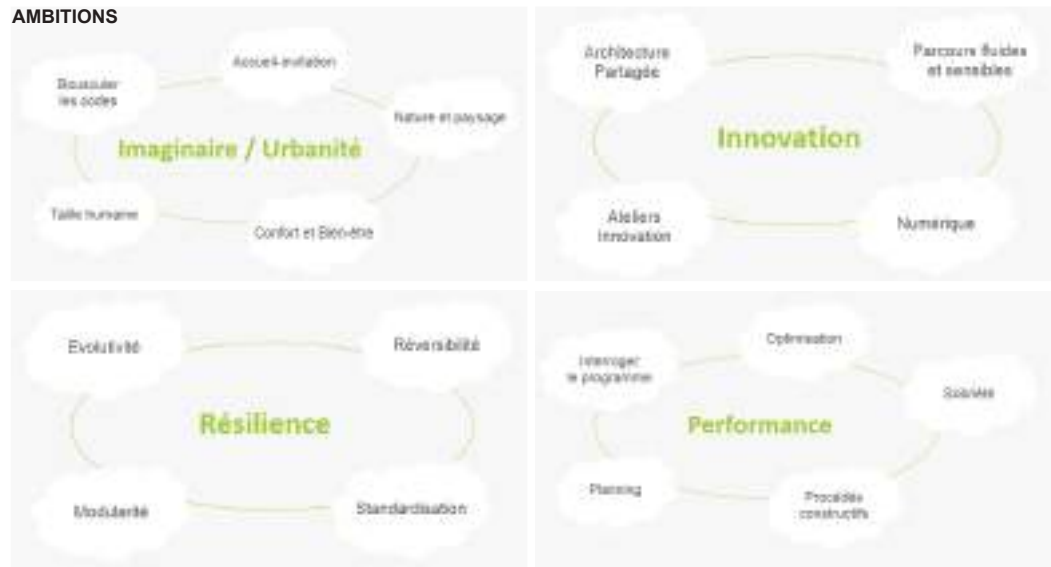 AMBITIONS
Accueil-invitation
Bousculer
les codes
Nature et paysage
Imaginaire / Urbanité
Taille humaine
Confort et Bien-être
Architecture
Partagée
Parcours fluides
et sensibles
Innovation
Ateliers
Innovation
Numérique
Evolutivité
Réversibilité
Résilience
Modularité
Standardisation
Optimisation
Interroger
le programme
Sobriété
Performance
Planning
Procédés
constructifs